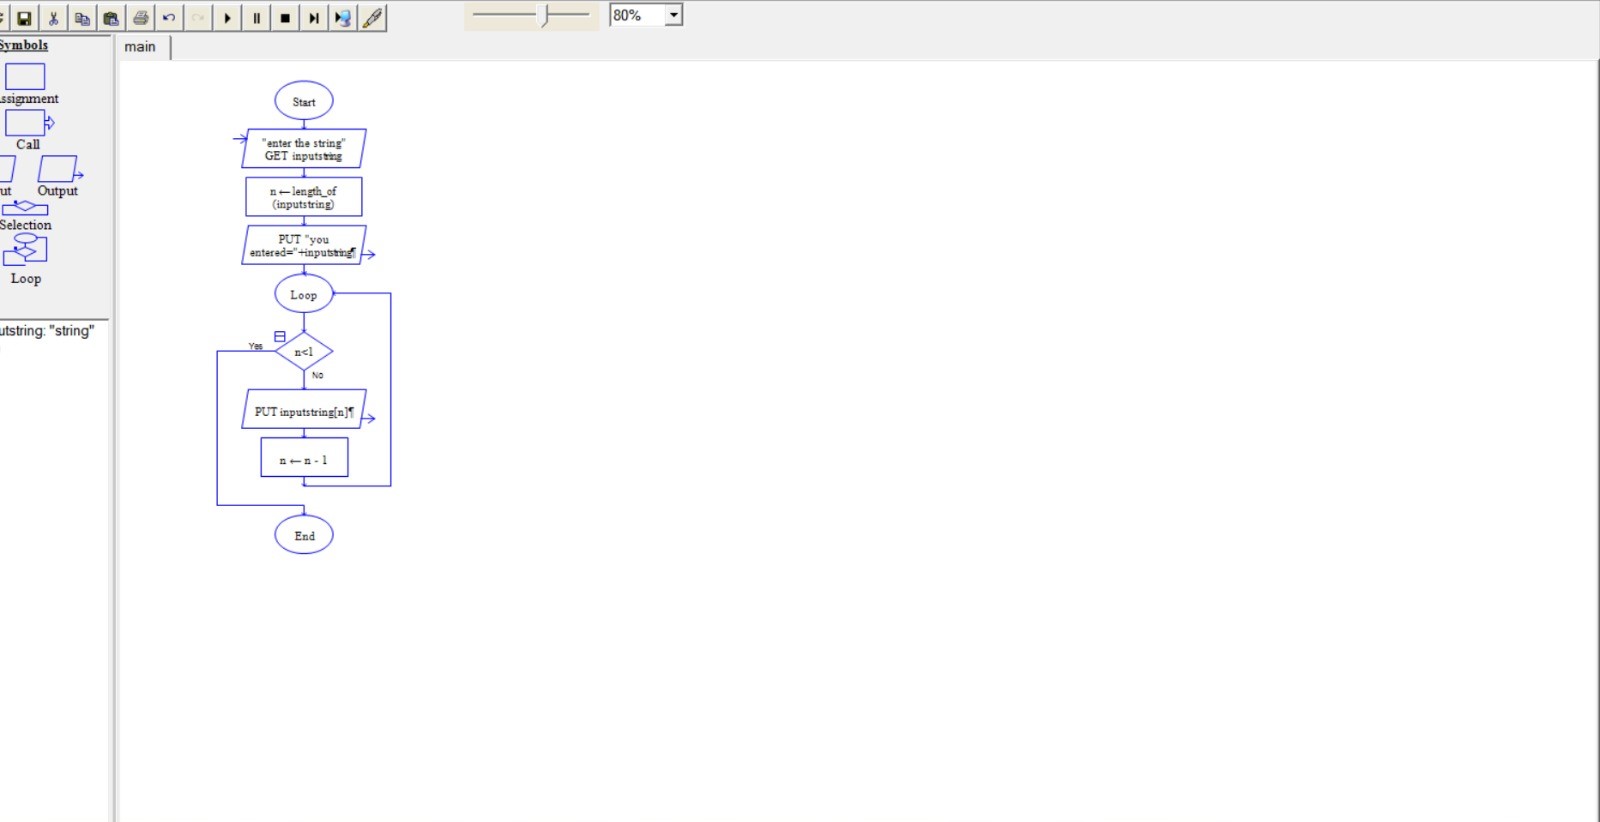 80%
main
Symbols
ssignment
Call
ut Output
Selection
Loop
utstring: "string"
Start
"enter the string"
GET inputstring
n ← length_of
(inputstring)
PUT "you
entered="+inputstring¶
Loop
Yes
n<1
No
PUT inputstring[n]¶
n ← n - 1
End